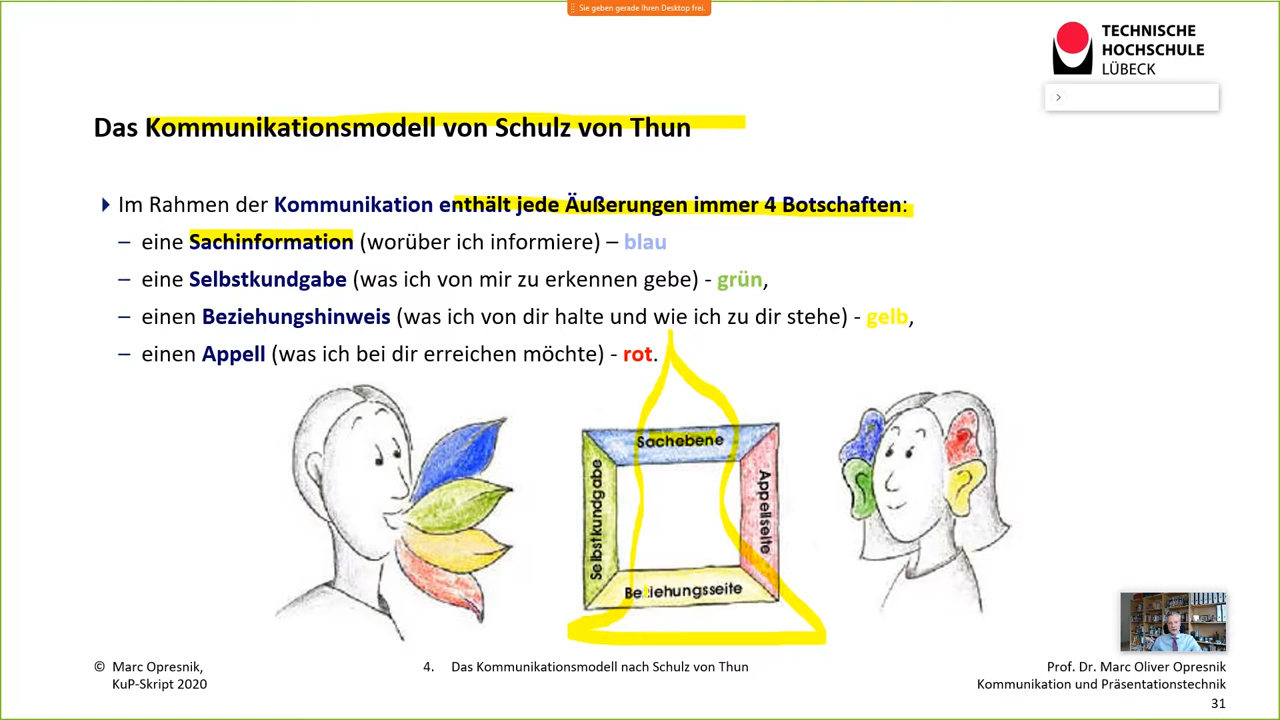 Sie geben gerade Ihren Desktop frei.
TECHNISCHE
HOCHSCHULE
LÜBECK
Das Kommunikationsmodell von Schulz von Thun
Im Rahmen der Kommunikation enthält jede Äußerungen immer 4 Botschaften:
– eine Sachinformation (worüber ich informiere) – blau
– eine Selbstkundgabe (was ich von mir zu erkennen gebe) - grün,
– einen Beziehungshinweis (was ich von dir halte und wie ich zu dir stehe) - gelb,
– einen Appell (was ich bei dir erreichen möchte) - rot.
Sachebene
Selbstkundgabe
Appellseite
Beziehungsseite
© Marc Opresnik,
KuP-Skript 2020
4. Das Kommunikationsmodell nach Schulz von Thun
Prof. Dr. Marc Oliver Opresnik
Kommunikation und Präsentationstechnik
31